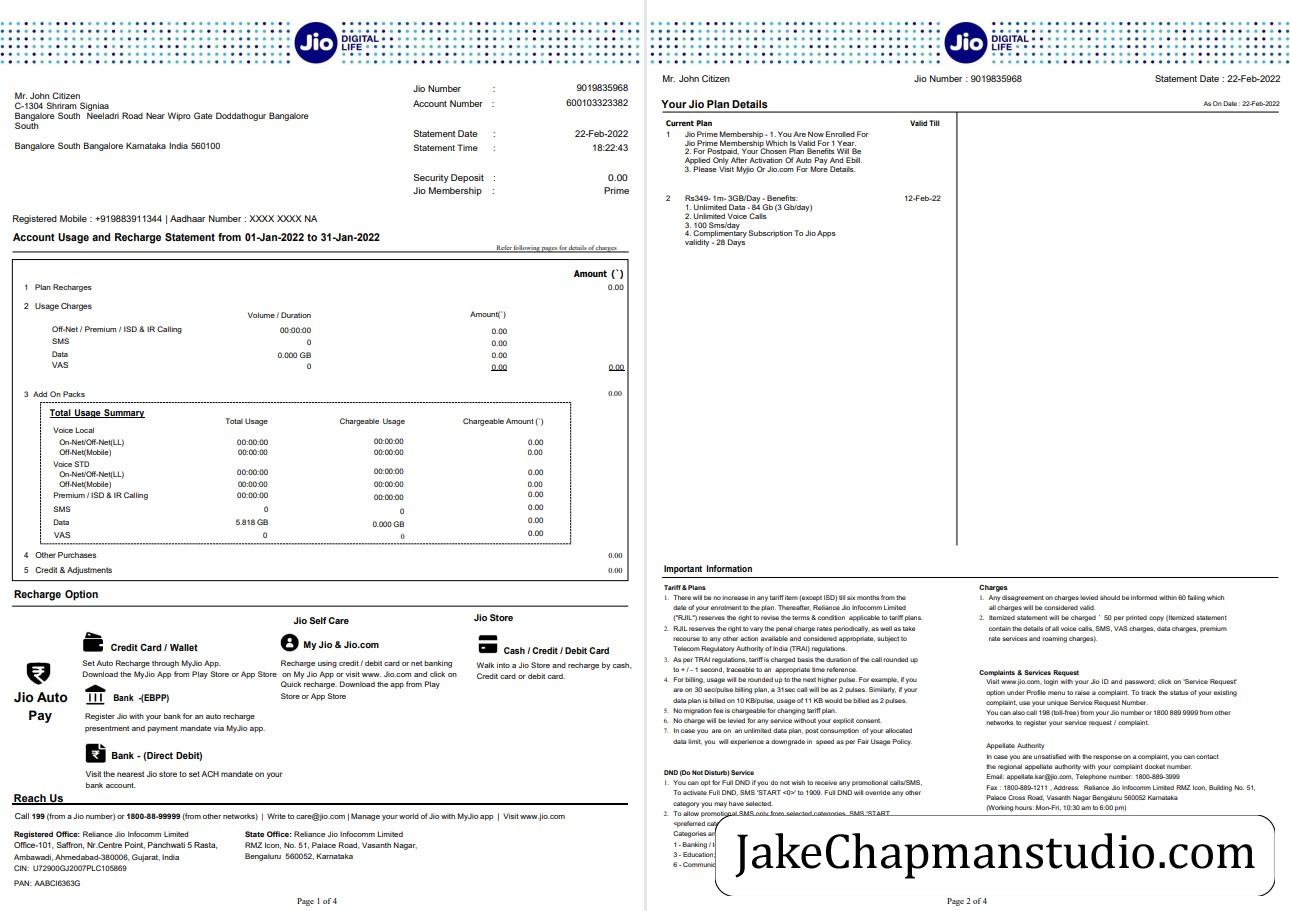 Jio DIGITAL LIFE
Mr. John Citizen
C-1304 Shriram Signiaa
Bangalore South Neeladri Road Near Wipro Gate Doddathogur Bangalore
South
Bangalore South Bangalore Karnataka India 560100
Jio Number : 9019835968
Account Number : 600103323382
Statement Date : 22-Feb-2022
Statement Time : 18:22:43
Security Deposit : 0.00
Jio Membership : Prime
Registered Mobile : +919883911344 | Aadhaar Number : XXXX XXXX NA
Account Usage and Recharge Statement from 01-Jan-2022 to 31-Jan-2022
Refer following pages for details of charges
Amount (`)
1 Plan Recharges 0.00
2 Usage Charges
Volume / Duration Amount(`)
Off-Net / Premium / ISD & IR Calling 00:00:00 0.00
SMS 0 0.00
Data 0.000 GB 0.00
VAS 0 0.00 0.00
3 Add On Packs 0.00
Total Usage Summary
Total Usage Chargeable Usage Chargeable Amount (`)
Voice Local
On-Net/Off-Net(LL) 00:00:00 00:00:00 0.00
Off-Net(Mobile) 00:00:00 00:00:00 0.00
Voice STD
On-Net/Off-Net(LL) 00:00:00 00:00:00 0.00
Off-Net(Mobile) 00:00:00 00:00:00 0.00
Premium / ISD & IR Calling 00:00:00 00:00:00 0.00
SMS 0 0 0.00
Data 5.818 GB 0.000 GB 0.00
VAS 0 0 0.00
4 Other Purchases 0.00
5 Credit & Adjustments 0.00
Recharge Option
Jio Auto
Pay
Credit Card / Wallet
Set Auto Recharge through MyJio App.
Download the MyJio App from Play Store or App Store
Bank -(EBPP)
Register Jio with your bank for an auto recharge
presentment and payment mandate via MyJio app.
Bank - (Direct Debit)
Visit the nearest Jio store to set ACH mandate on your
bank account.
Jio Self Care
My Jio & Jio.com
Recharge using credit / debit card or net banking
on My Jio App or visit www. Jio.com and click on
Quick recharge. Download the app from Play
Store or App Store
Jio Store
Cash / Credit / Debit Card
Walk into a Jio Store and recharge by cash,
Credit card or debit card.
Reach Us
Call 199 (from a Jio number) or 1800-88-99999 (from other networks) | Write to care@jio.com | Manage your world of Jio with MyJio app | Visit www.jio.com
Registered Office: Reliance Jio Infocomm Limited
Office-101, Saffron, Nr.Centre Point, Panchwati 5 Rasta,
Ambawadi, Ahmedabad-380006, Gujarat, India
CIN: U72900GJ2007PLC105869
PAN: AABCI6363G
State Office: Reliance Jio Infocomm Limited
RMZ Icon, No. 51, Palace Road, Vasanth Nagar,
Bengaluru 560052, Karnataka
Page 1 of 4
Jio DIGITAL LIFE
Mr. John Citizen Jio Number : 9019835968 Statement Date : 22-Feb-2022
Your Jio Plan Details As On Date : 22-Feb-2022
Current Plan Valid Till
1 Jio Prime Membership - 1. You Are Now Enrolled For
Jio Prime Membership Which Is Valid For 1 Year.
2. For Postpaid, Your Chosen Plan Benefits Will Be
Applied Only After Activation Of Auto Pay And Ebill.
3. Please Visit Myjio Or Jio.com For More Details.
2 Rs349- 1m- 3GB/Day - Benefits: 12-Feb-22
1. Unlimited Data - 84 Gb (3 Gb/day)
2. Unlimited Voice Calls
3. 100 Sms/day
4. Complimentary Subscription To Jio Apps
validity - 28 Days
Important Information
Tariff & Plans
1. There will be no increase in any tariff item (except ISD) till six months from the
date of your enrolment to the plan. Thereafter, Reliance Jio Infocomm Limited
("RJIL") reserves the right to revise the terms & condition applicable to tariff plans.
2. RJIL reserves the right to vary the penal charge rates periodically, as well as take
recourse to any other action available and considered appropriate, subject to
Telecom Regulatory Authority of India (TRAI) regulations.
3. As per TRAI regulations, tariff is charged basis the duration of the call rounded up
to + / - 1 second, traceable to an appropriate time reference.
4. For billing, usage will be rounded up to the next higher pulse. For example, if you
are on 30 sec/pulse billing plan, a 31sec call will be as 2 pulses. Similarly, if your
data plan is billed on 10 KB/pulse, usage of 11 KB would be billed as 2 pulses.
5. No migration fee is chargeable for changing tariff plan.
6. No charge will be levied for any service without your explicit consent.
7. In case you are on an unlimited data plan, post consumption of your allocated
data limit, you will experience a downgrade in speed as per Fair Usage Policy.
DND (Do Not Disturb) Service
1. You can opt for Full DND if you do not wish to receive any promotional calls/SMS,
To activate Full DND, SMS 'START <0>' to 1909. Full DND will override any other
category you may have selected.
2. To allow promotional SMS only from selected categories, SMS 'START
<preferred
Categories
1 - Banking /
3 - Education;
6 -
Charges
1. Any disagreement on charges levied should be informed within 60 failing which
all charges will be considered valid.
2. Itemized statement will be charged ` 50 per printed copy (Itemized statement
contain the details of all voice calls, SMS, VAS charges, data charges, premium
rate services and roaming charges).
Complaints & Services Request
Visit www.jio.com, login with your Jio ID and password; click on 'Service Request'
option under Profile menu to raise a complaint. To track the status of your existing
complaint, use your unique Service Request Number.
You can also call 198 (toll-free) from your Jio number or 1800 889 9999 from other
networks to register your service request / complaint.
Appellate Authority
In case you are unsatisfied with the response on a complaint, you can contact
the regional appellate authority with your complaint docket number.
Email: appellate.kar@jio.com, Telephone number: 1800-889-3999
Fax : 1800-889-1211 , Address: Reliance Jio Infocomm Limited RMZ Icon, Building No. 51,
Palace Cross Road, Vasanth Nagar Bengaluru 560052 Karnataka
(Working hours: Mon-Fri, 10:30 am to 6:00 pm)
JakeChapmanstudio.com
Page 2 of 4